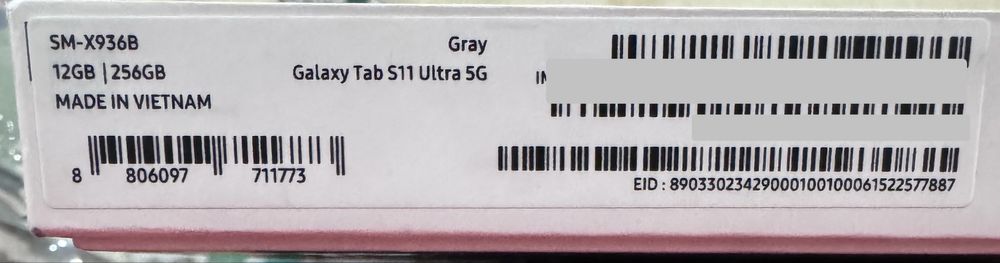 SM-X936B
12GB | 256GB
MADE IN VIETNAM
Gray
Galaxy Tab S11 Ultra 5G
8 806097 711773
EID : 89033023429000100100061522577887